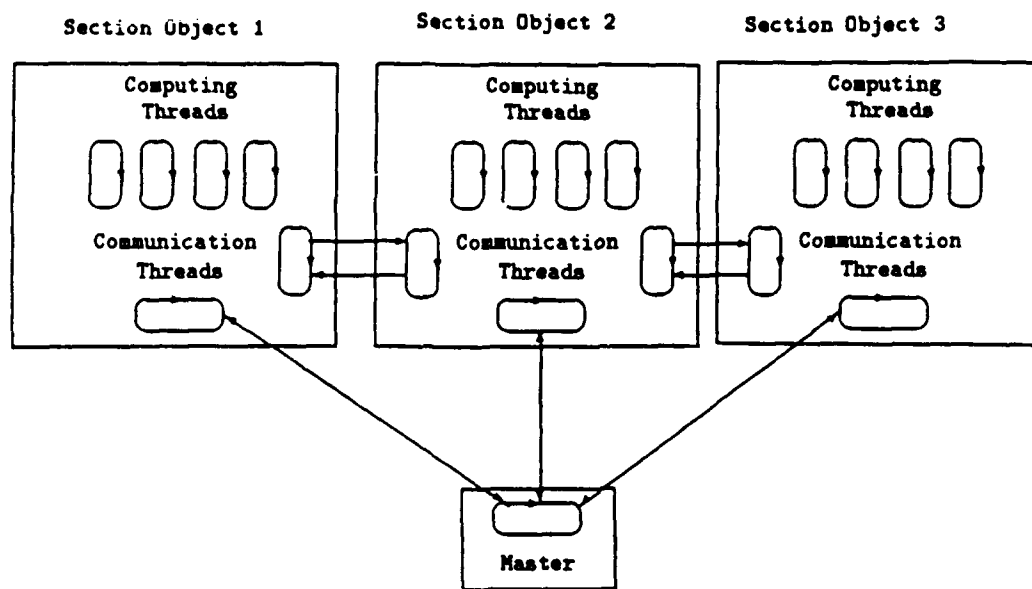 Section Object 1
Section Object 2
Section Object 3
Computing
Threads
Computing
Threads
Computing
Threads
Communication
Threads
Communication
Threads
Communication
Threads
Master